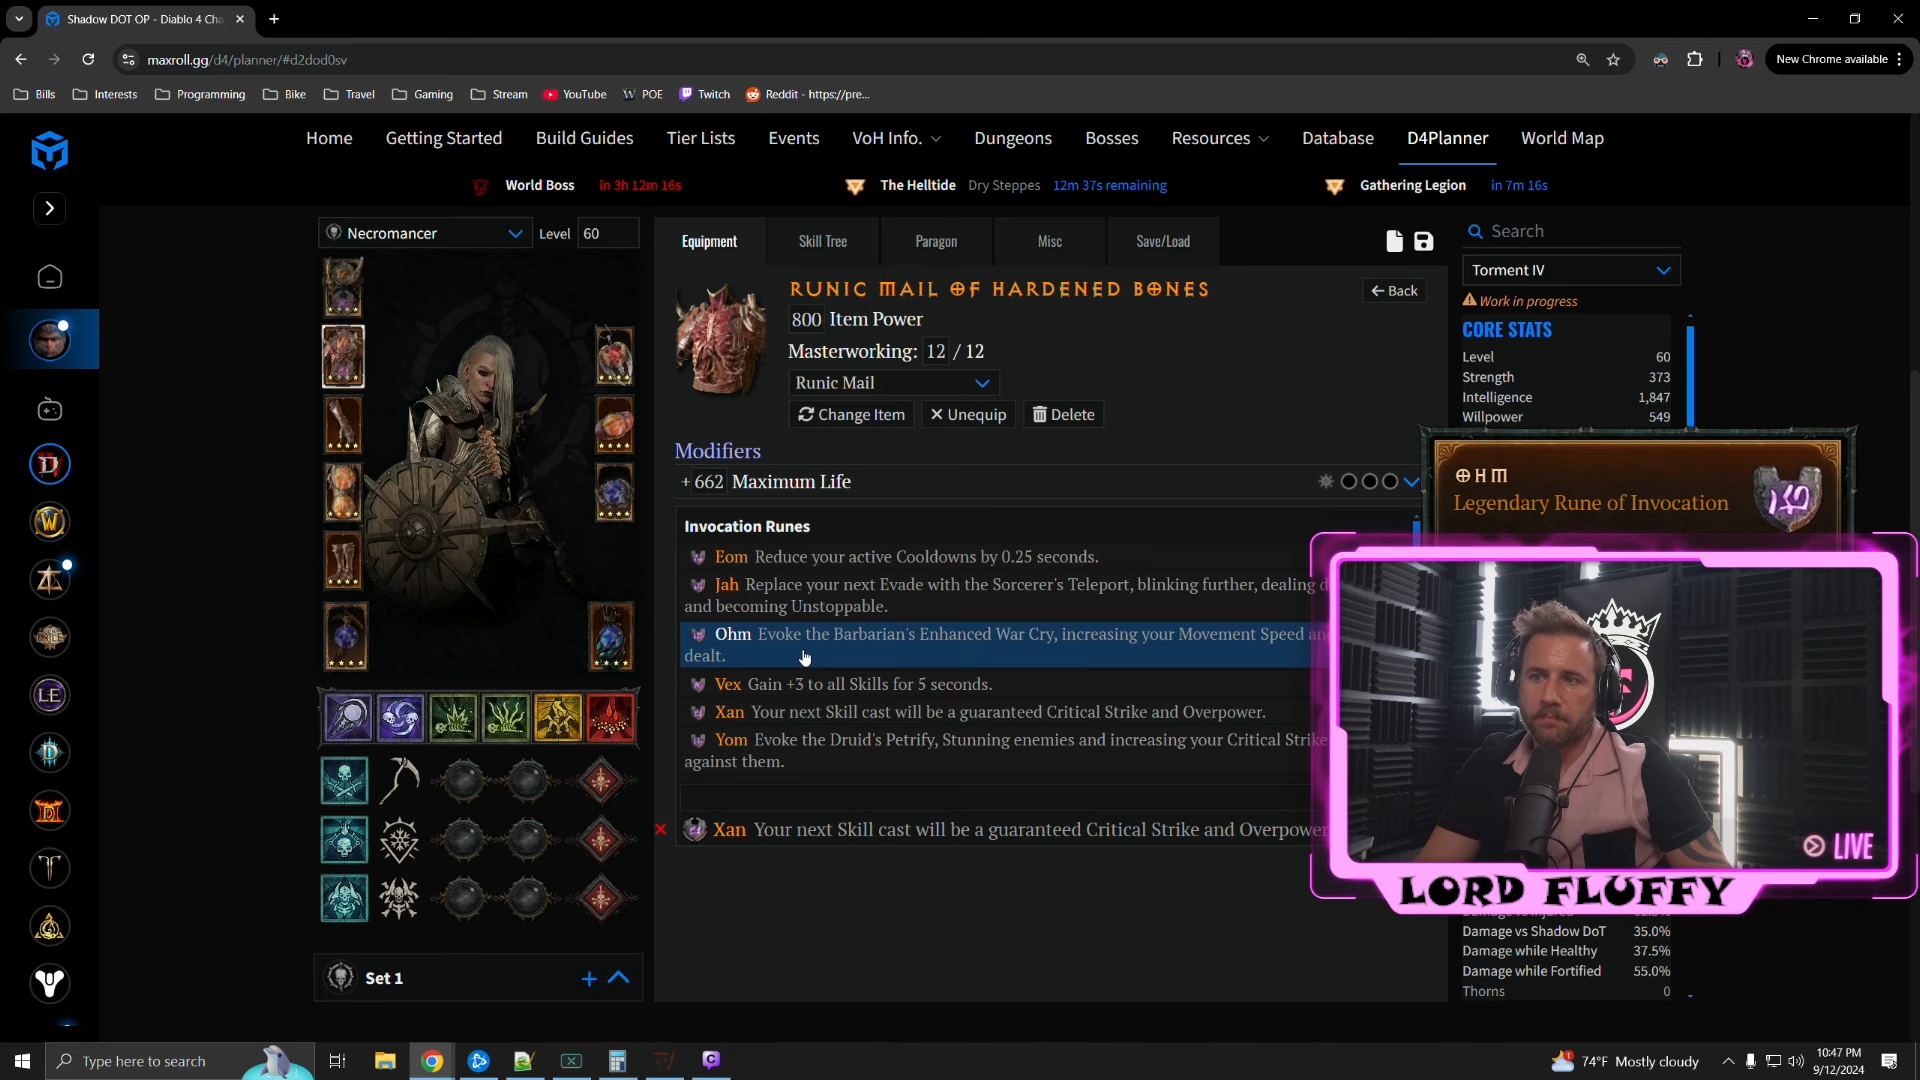 Shadow DOT OP - Diablo 4 Cha
maxroll.gg/d4/planner/#d2dod0sv
New Chrome available
Bills
Interests
Programming
Bike
Travel
Gaming
Stream
YouTube
POE
Twitch
Reddit - https://pre...
Home
Getting Started
Build Guides
Tier Lists
Events
VoH Info.
Dungeons
Bosses
Resources
Database
D4Planner
World Map
World Boss in 3h 12m 16s
The Helltide Dry Steppes 12m 37s remaining
Gathering Legion in 7m 16s
Necromancer
Level 60
Equipment
Skill Tree
Paragon
Misc
Save/Load
Search
Torment IV
Work in progress
RUNIC MAIL OF HARDENED BONES
Back
800 Item Power
Masterworking: 12 / 12
Runic Mail
Change Item
Unequip
Delete
CORE STATS
Level 60
Strength 373
Intelligence 1,847
Willpower 549
Modifiers
+662 Maximum Life
OHM
Legendary Rune of Invocation
Invocation Runes
Eom Reduce your active Cooldowns by 0.25 seconds.
Jah Replace your next Evade with the Sorcerer's Teleport, blinking further, dealing
and becoming Unstoppable.
Ohm Evoke the Barbarian's Enhanced War Cry, increasing your Movement Speed
dealt.
Vex Gain +3 to all Skills for 5 seconds.
Xan Your next Skill cast will be a guaranteed Critical Strike and Overpower.
Yom Evoke the Druid's Petrify, Stunning enemies and increasing your Critical Strike
against them.
Xan Your next Skill cast will be a guaranteed Critical Strike and Overpower
LIVE
LORD FLUFFY
Damage vs Shadow DoT 35.0%
Damage while Healthy 37.5%
Damage while Fortified 55.0%
Thorns 0
Set 1
LE
Type here to search
74°F Mostly cloudy
10:47 PM
9/12/2024